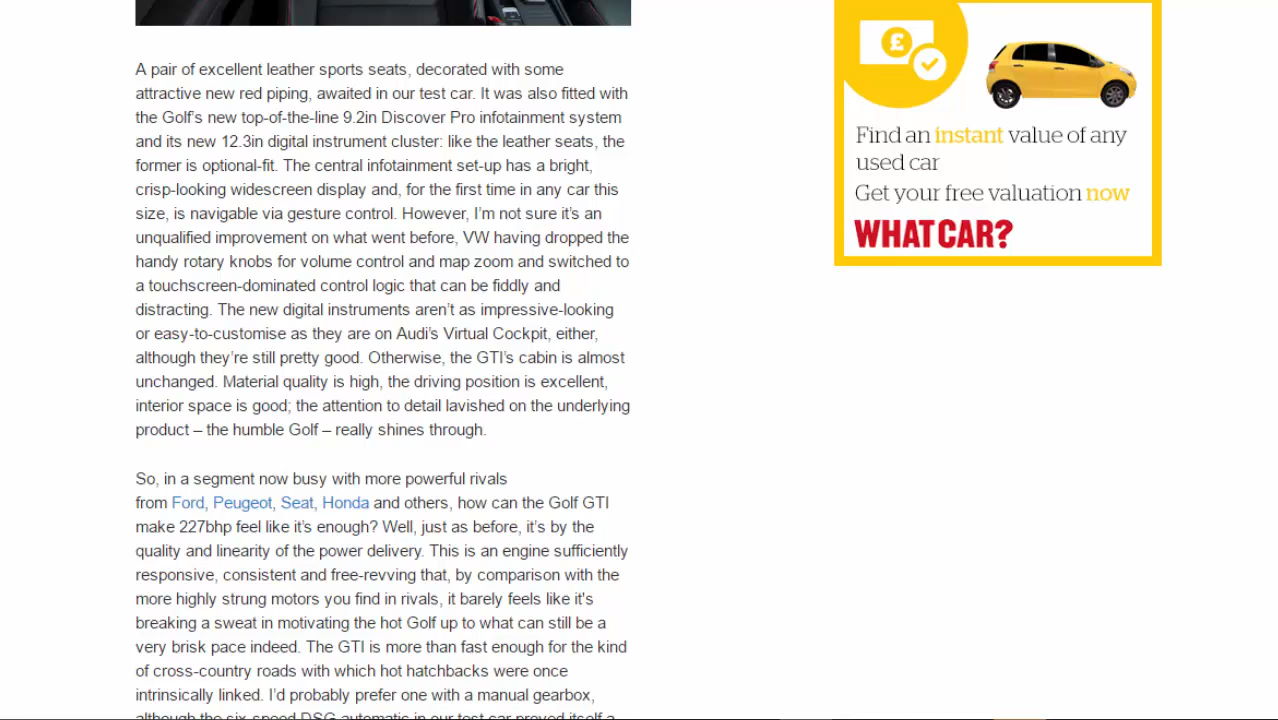 A pair of excellent leather sports seats, decorated with some
attractive new red piping, awaited in our test car. It was also fitted with
the Golf's new top-of-the-line 9.2in Discover Pro infotainment system
and its new 12.3in digital instrument cluster: like the leather seats, the
former is optional-fit. The central infotainment set-up has a bright,
crisp-looking widescreen display and, for the first time in any car this
size, is navigable via gesture control. However, I'm not sure it's an
unqualified improvement on what went before, VW having dropped the
handy rotary knobs for volume control and map zoom and switched to
a touchscreen-dominated control logic that can be fiddly and
distracting. The new digital instruments aren't as impressive-looking
or easy-to-customise as they are on Audi's Virtual Cockpit, either,
although they're still pretty good. Otherwise, the GTI's cabin is almost
unchanged. Material quality is high, the driving position is excellent,
interior space is good; the attention to detail lavished on the underlying
product – the humble Golf – really shines through.
So, in a segment now busy with more powerful rivals
from Ford, Peugeot, Seat, Honda and others, how can the Golf GTI
make 227bhp feel like it's enough? Well, just as before, it's by the
quality and linearity of the power delivery. This is an engine sufficiently
responsive, consistent and free-revving that, by comparison with the
more highly strung motors you find in rivals, it barely feels like it's
breaking a sweat in motivating the hot Golf up to what can still be a
very brisk pace indeed. The GTI is more than fast enough for the kind
of cross-country roads with which hot hatchbacks were once
intrinsically linked. I'd probably prefer one with a manual gearbox,
although the six-speed DSG automatic in our test car proved itself a
£
Find an instant value of any
used car
Get your free valuation now
WHATCAR?